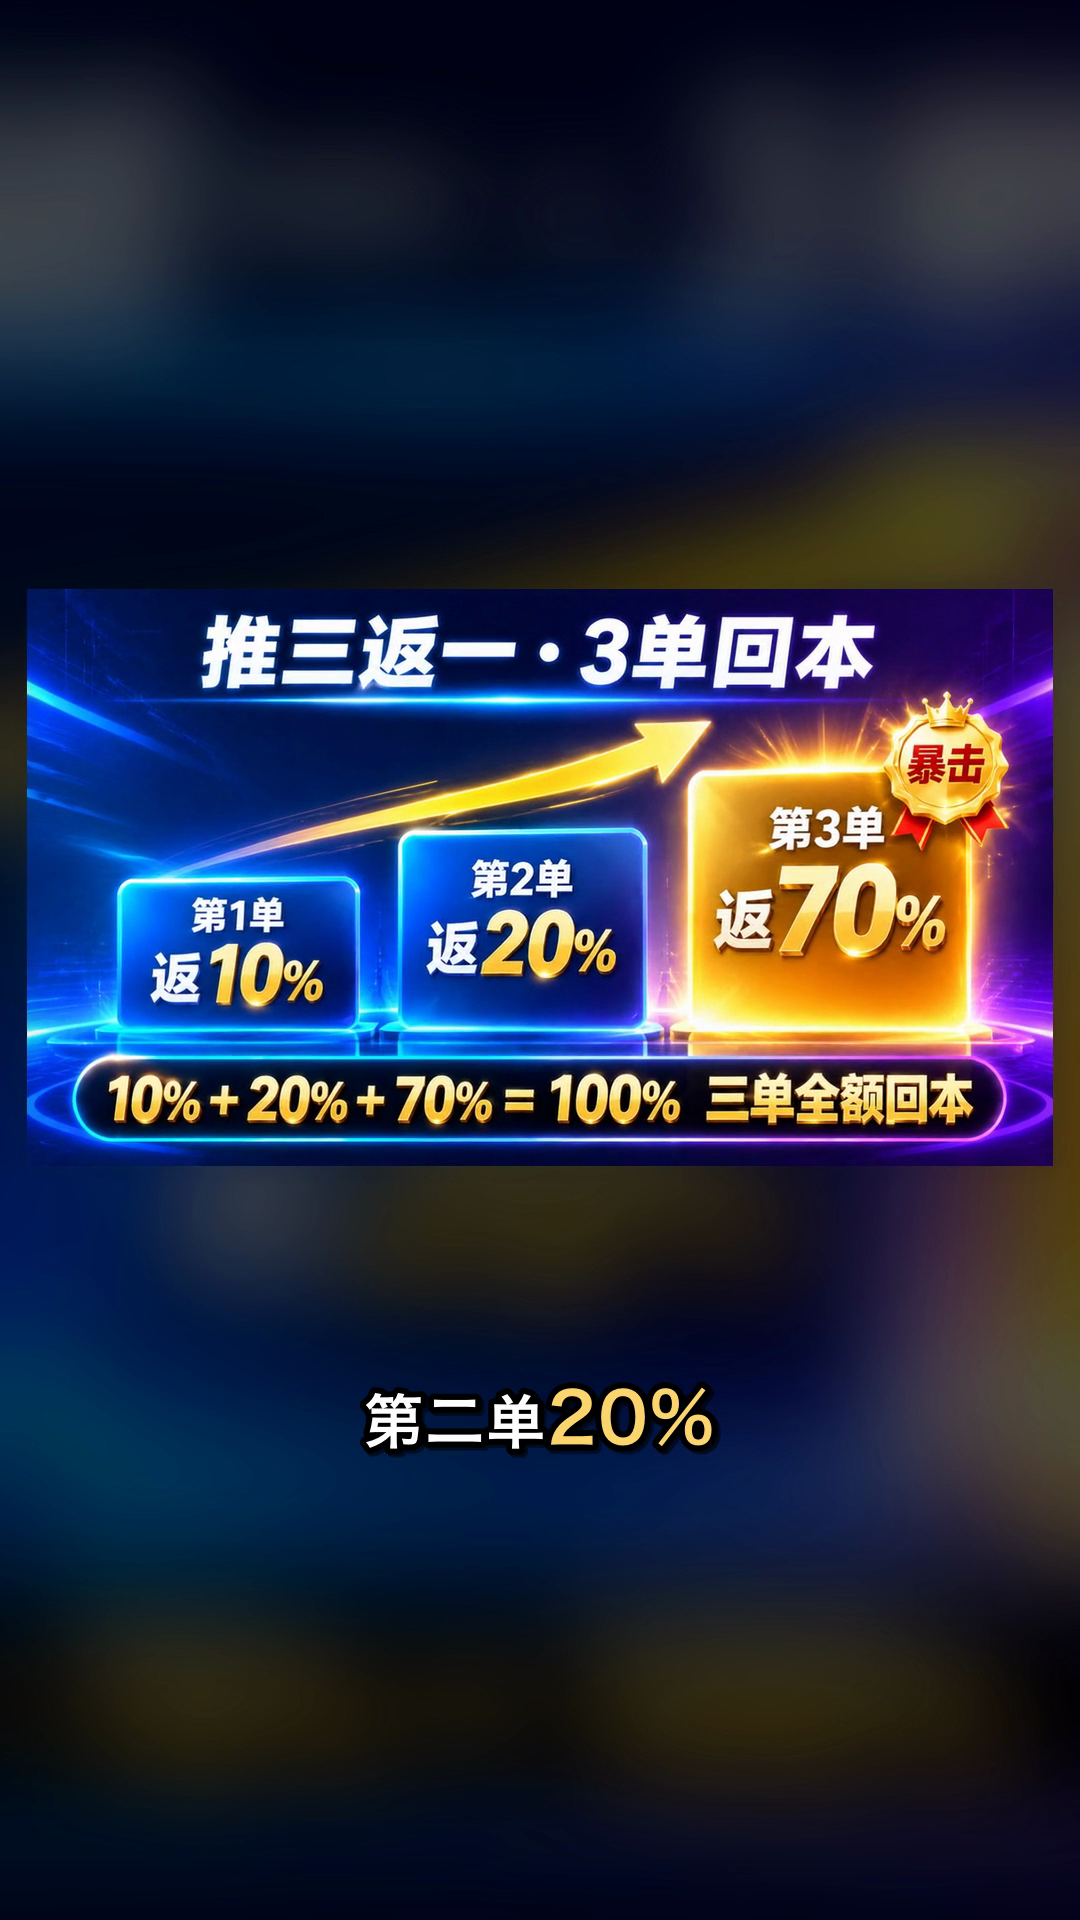 推三返一·3单回本
暴击
第1单
返10%
第2单
返20%
第3单
返70%
10%+20%+70%=100% 三单全额回本
第二单20%